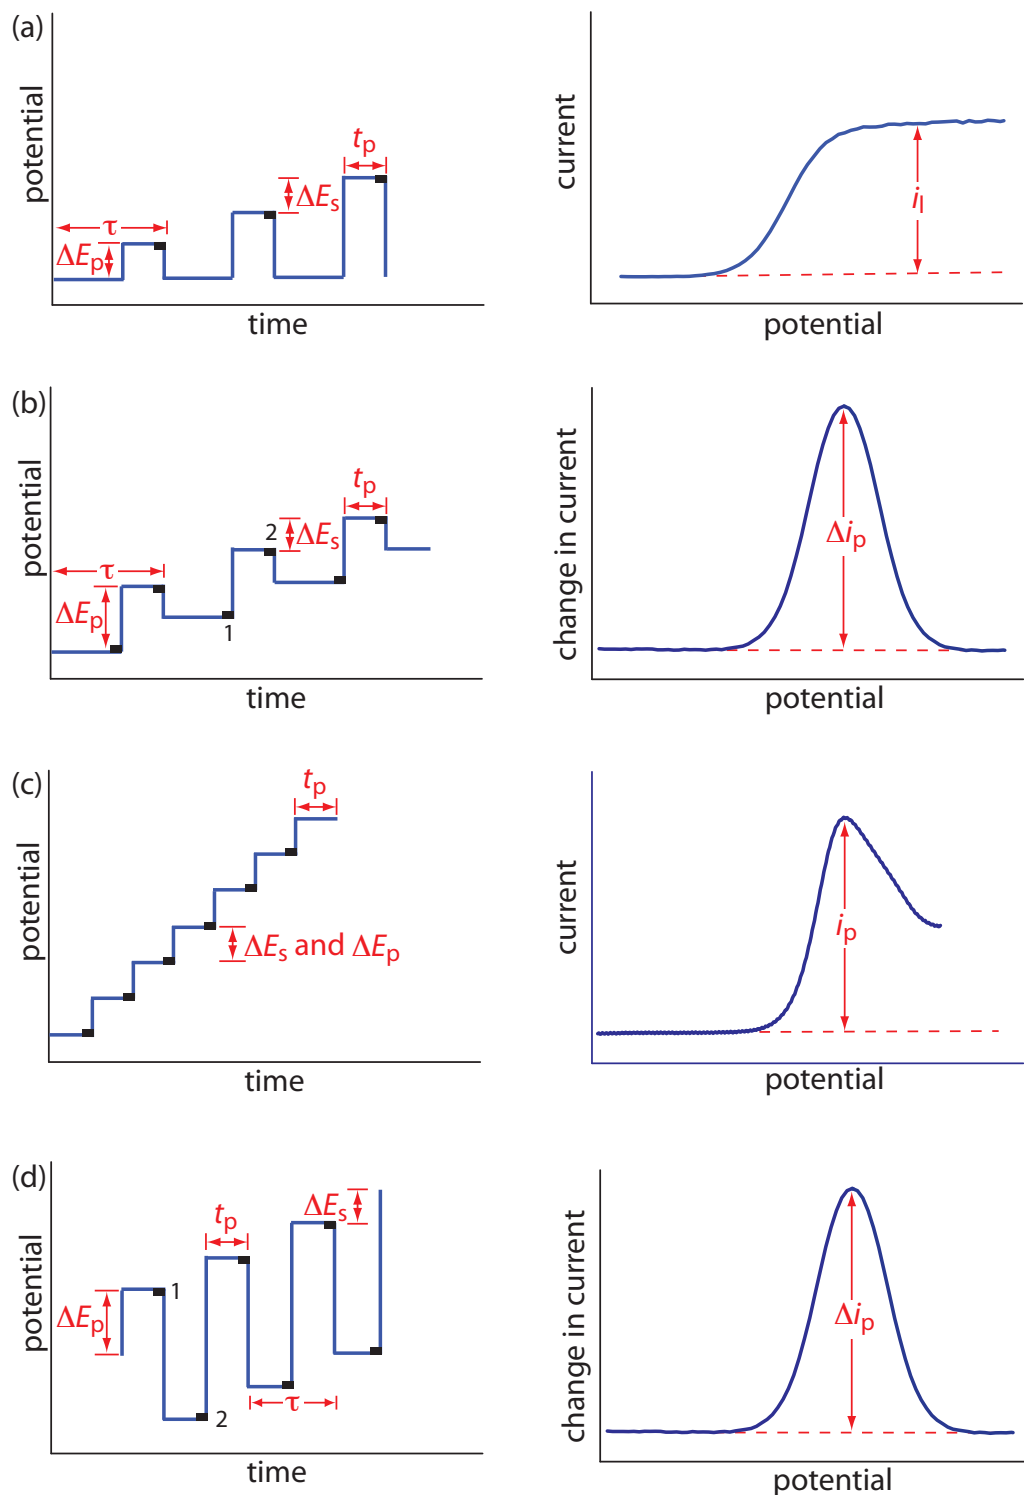 (a)
potential
τ
ΔEp
ΔEs
tp
time
current
il
potential
(b)
potential
τ
ΔEp
1
2
ΔEs
tp
time
change in current
Δip
potential
(c)
potential
tp
ΔEs and ΔEp
time
current
ip
potential
(d)
potential
ΔEp
1
2
tp
τ
ΔEs
time
change in current
Δip
potential